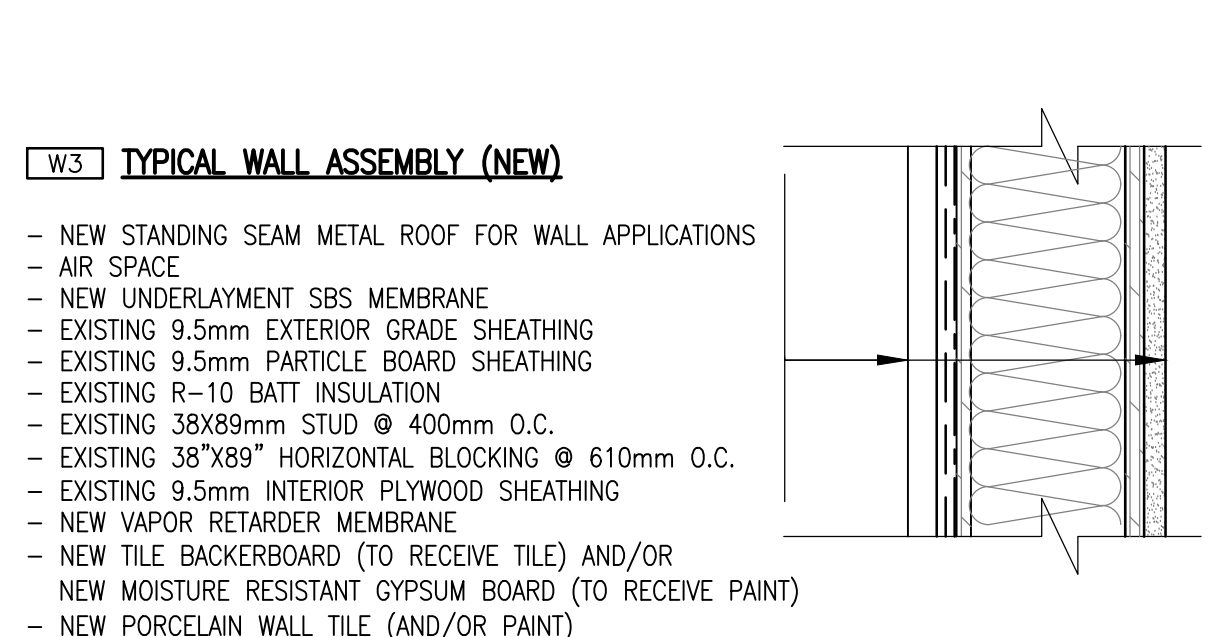 W3 TYPICAL WALL ASSEMBLY (NEW)
– NEW STANDING SEAM METAL ROOF FOR WALL APPLICATIONS
– AIR SPACE
– NEW UNDERLAYMENT SBS MEMBRANE
– EXISTING 9.5mm EXTERIOR GRADE SHEATHING
– EXISTING 9.5mm PARTICLE BOARD SHEATHING
– EXISTING R–10 BATT INSULATION
– EXISTING 38X89mm STUD @ 400mm O.C.
– EXISTING 38”X89” HORIZONTAL BLOCKING @ 610mm O.C.
– EXISTING 9.5mm INTERIOR PLYWOOD SHEATHING
– NEW VAPOR RETARDER MEMBRANE
– NEW TILE BACKERBOARD (TO RECEIVE TILE) AND/OR
NEW MOISTURE RESISTANT GYPSUM BOARD (TO RECEIVE PAINT)
– NEW PORCELAIN WALL TILE (AND/OR PAINT)